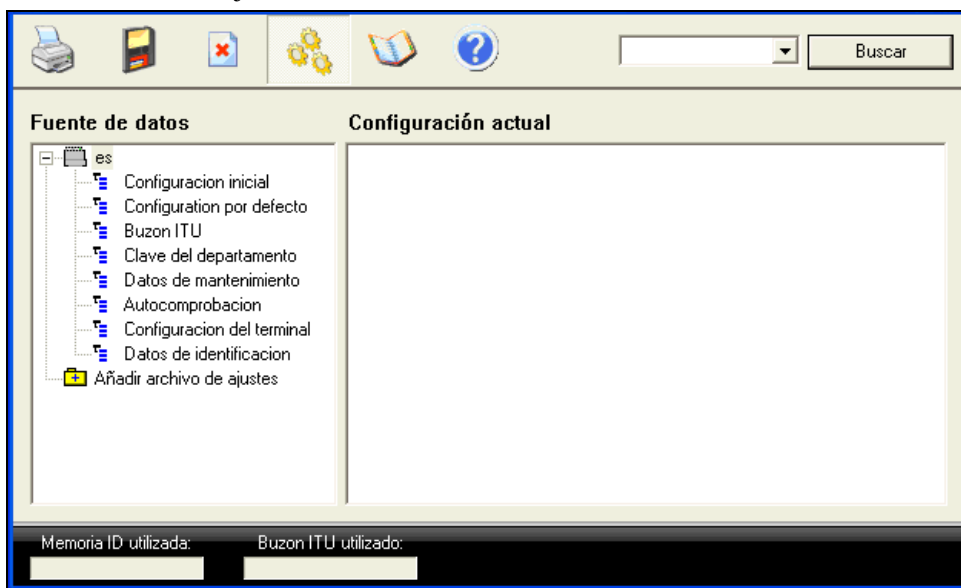 Buscar
Fuente de datos
Configuración actual
es
Configuracion inicial
Configuration por defecto
Buzon ITU
Clave del departamento
Datos de mantenimiento
Autocomprobacion
Configuracion del terminal
Datos de identificacion
Añadir archivo de ajustes
Memoria ID utilizada:
Buzon ITU utilizado: